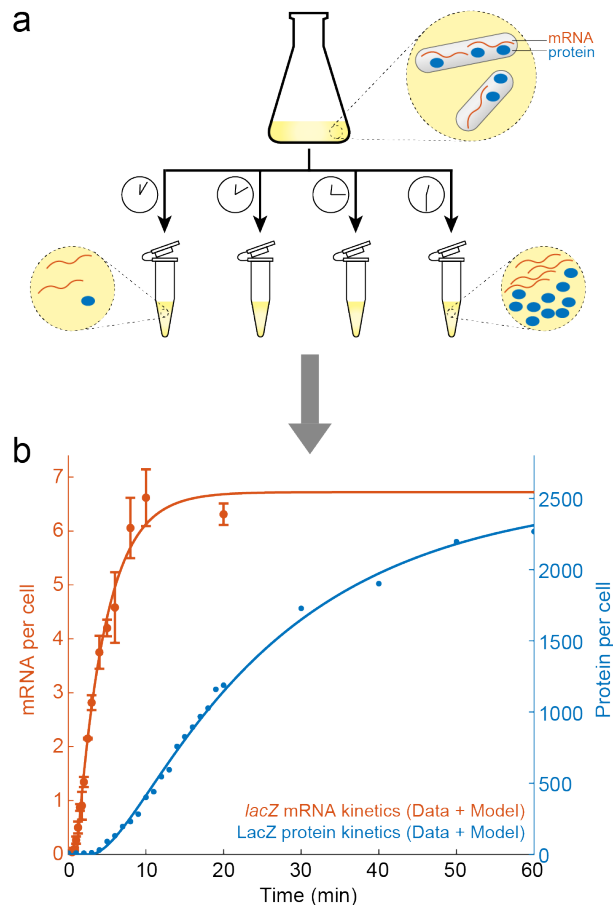 a
mRNA
protein
b
7
6
5
4
3
2
1
0
mRNA per cell
2500
2000
1500
1000
500
0
Protein per cell
lacZ mRNA kinetics (Data + Model)
LacZ protein kinetics (Data + Model)
0 10 20 30 40 50 60
Time (min)